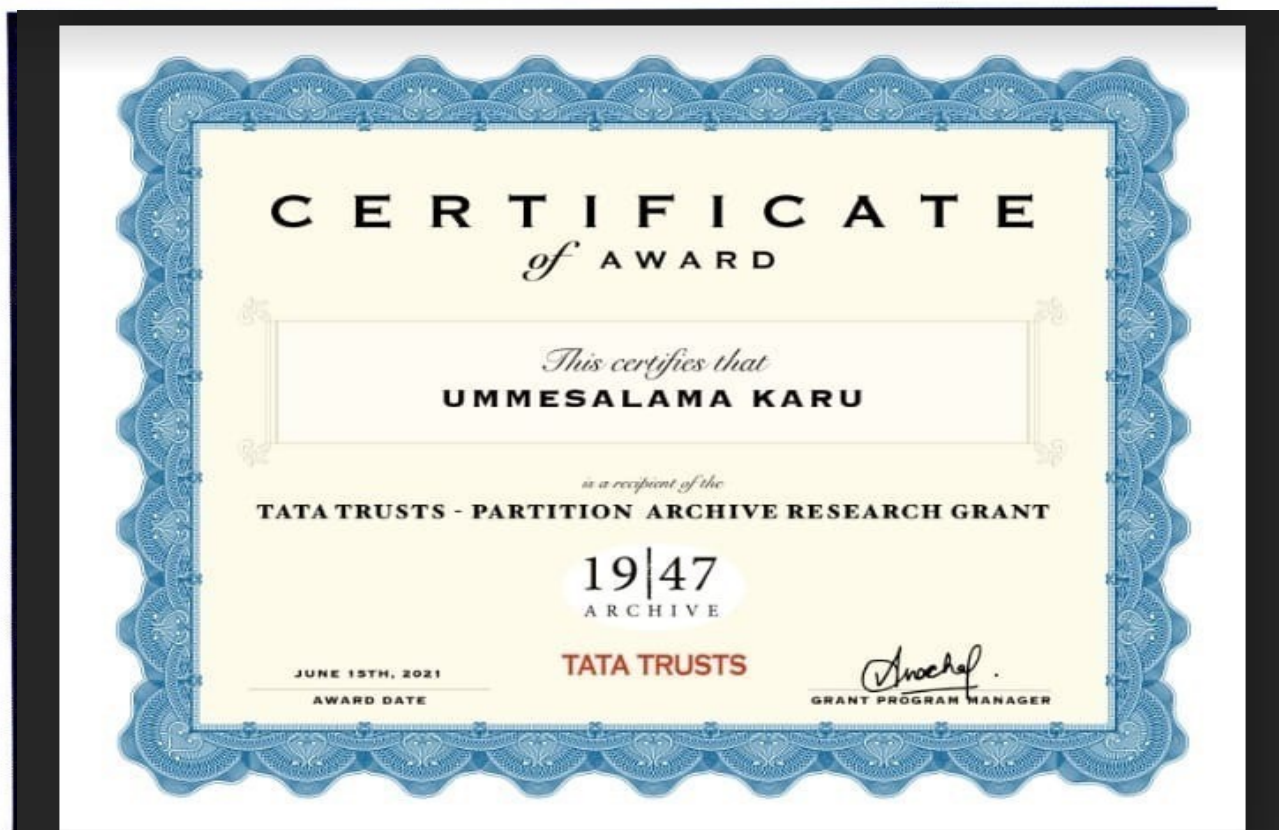 CERTIFICATE
of AWARD
This certifies that
UMMESALAMA KARU
is a recipient of the
TATA TRUSTS - PARTITION ARCHIVE RESEARCH GRANT
19|47
ARCHIVE
TATA TRUSTS
JUNE 15TH, 2021
AWARD DATE
GRANT PROGRAM MANAGER